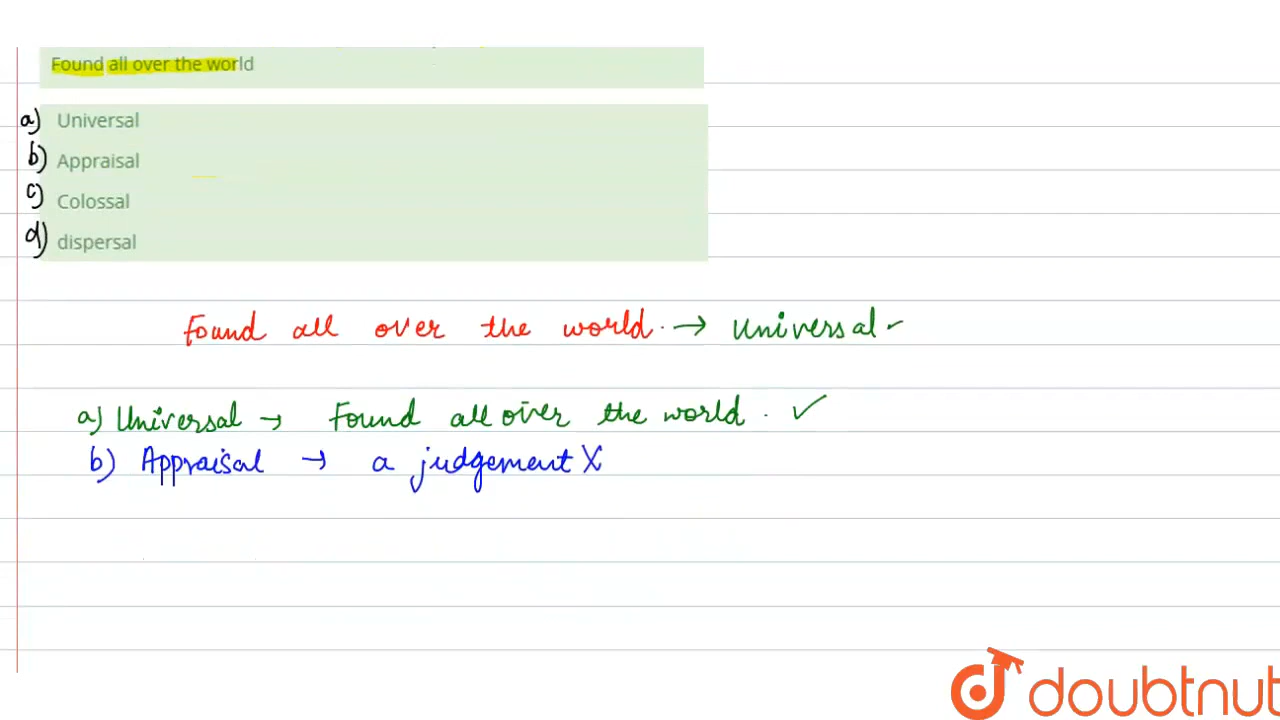 Found all over the world
a) Universal
b) Appraisal
c) Colossal
d) dispersal
Found all over the world. → Universal
a) Universal → Found all over the world. ✓
b) Appraisal → a judgement X
doubtnut